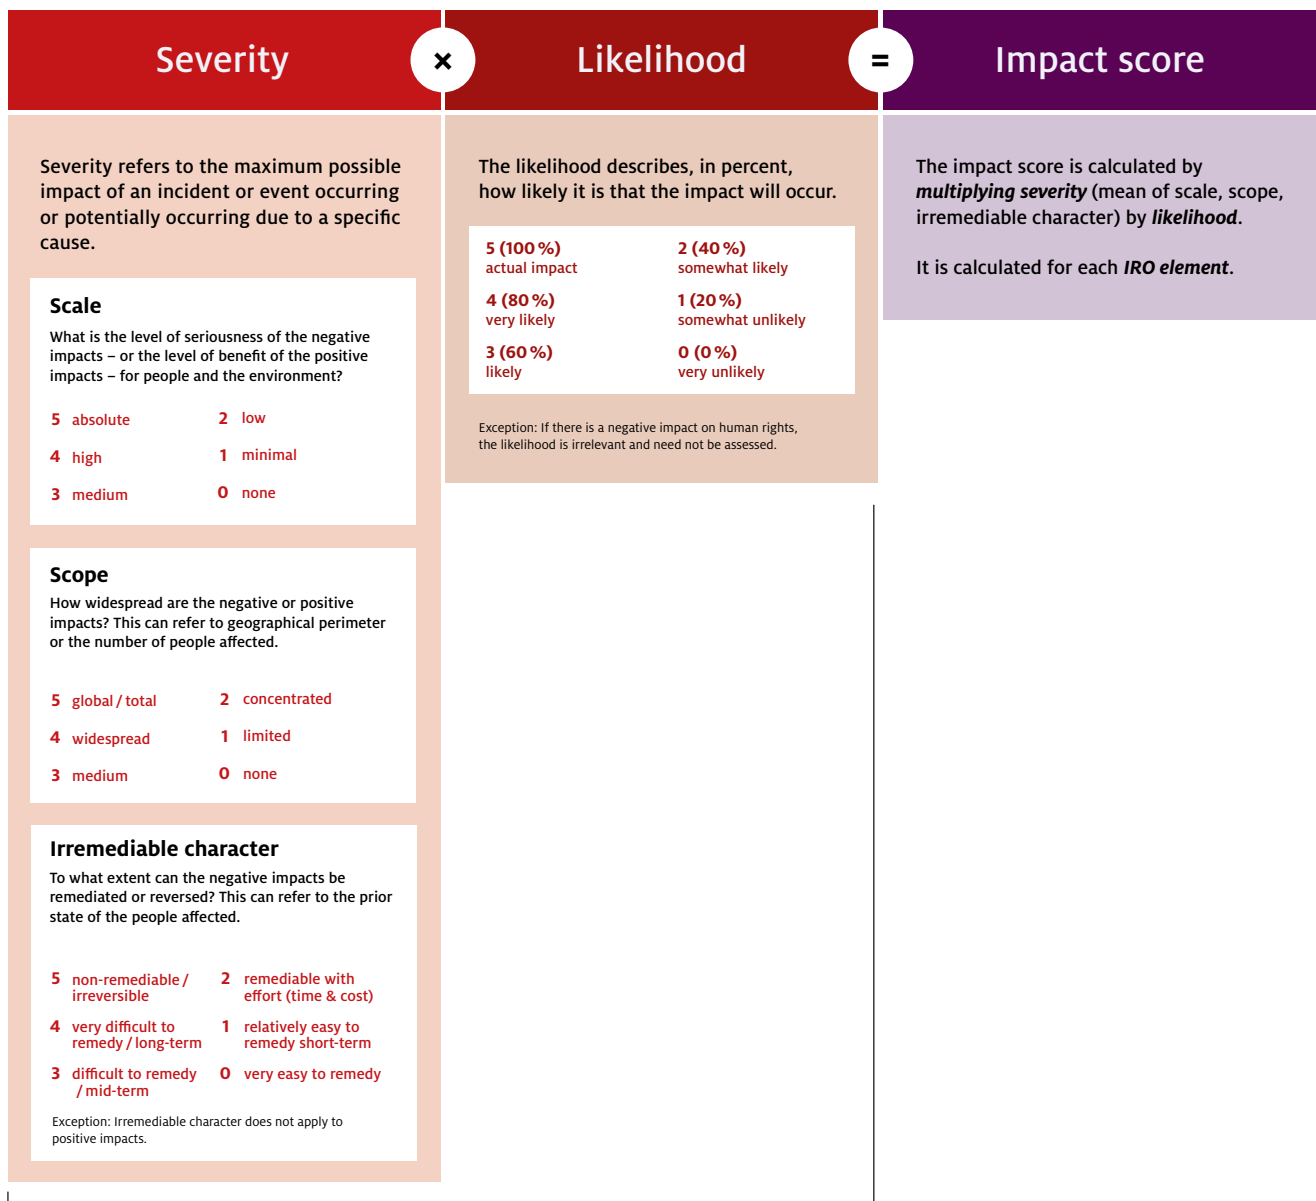 Severity
×
Likelihood
=
Impact score
Severity refers to the maximum possible
impact of an incident or event occurring
or potentially occurring due to a specific
cause.
Scale
What is the level of seriousness of the negative
impacts – or the level of benefit of the positive
impacts – for people and the environment?
5 absolute
2 low
4 high
1 minimal
3 medium
0 none
Scope
How widespread are the negative or positive
impacts? This can refer to geographical perimeter
or the number of people affected.
5 global / total
2 concentrated
4 widespread
1 limited
3 medium
0 none
Irremediable character
To what extent can the negative impacts be
remediated or reversed? This can refer to the prior
state of the people affected.
5 non-remediable /
irreversible
2 remediable with
effort (time & cost)
4 very difficult to
remedy / long-term
1 relatively easy to
remedy short-term
3 difficult to remedy
/ mid-term
0 very easy to remedy
Exception: Irremediable character does not apply to
positive impacts.
The likelihood describes, in percent,
how likely it is that the impact will occur.
5 (100 %)
actual impact
2 (40 %)
somewhat likely
4 (80 %)
very likely
1 (20 %)
somewhat unlikely
3 (60 %)
likely
0 (0 %)
very unlikely
Exception: If there is a negative impact on human rights,
the likelihood is irrelevant and need not be assessed.
The impact score is calculated by
multiplying severity (mean of scale, scope,
irremediable character) by likelihood.
It is calculated for each IRO element.